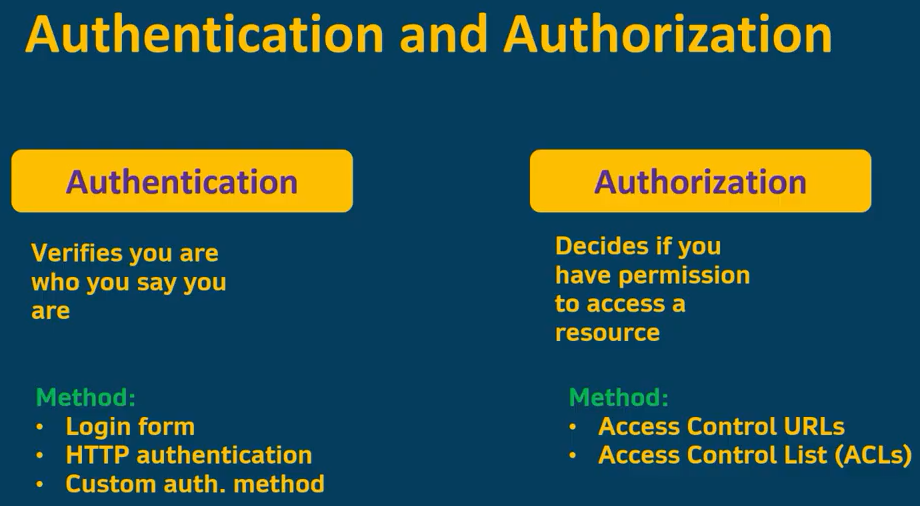 Authentication and Authorization
Authentication
Verifies you are
who you say you
are
Method:
• Login form
• HTTP authentication
• Custom auth. method
Authorization
Decides if you
have permission
to access a
resource
Method:
• Access Control URLs
• Access Control List (ACLs)